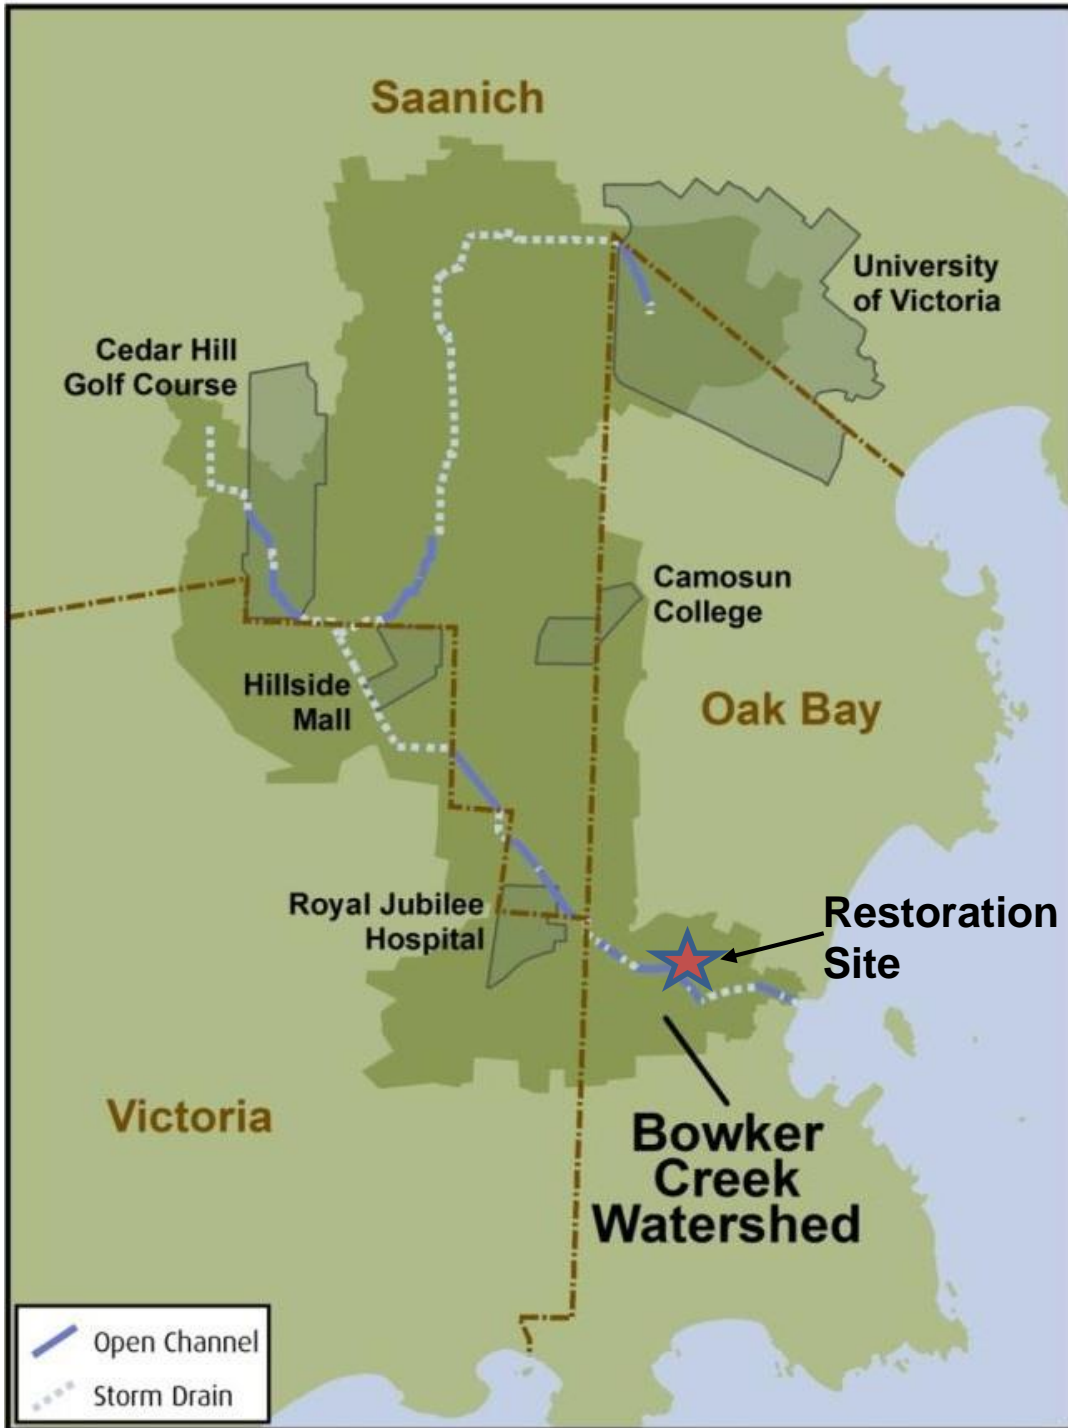 Saanich
University
of Victoria
Cedar Hill
Golf Course
Camosun
College
Hillside
Mall
Oak Bay
Royal Jubilee
Hospital
Restoration
Site
Victoria
Bowker
Creek
Watershed
Open Channel
Storm Drain